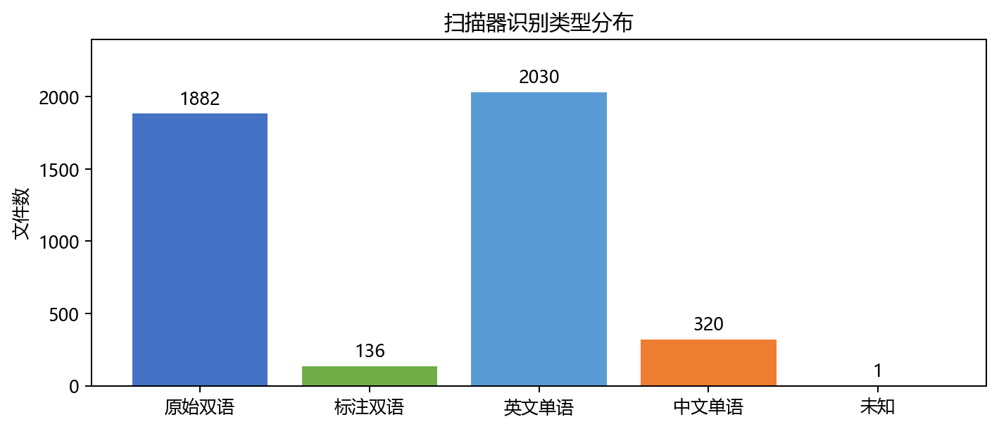 扫描器识别类型分布
文件数
2000
1500
1000
500
0
1882
136
2030
320
1
原始双语
标注双语
英文单语
中文单语
未知